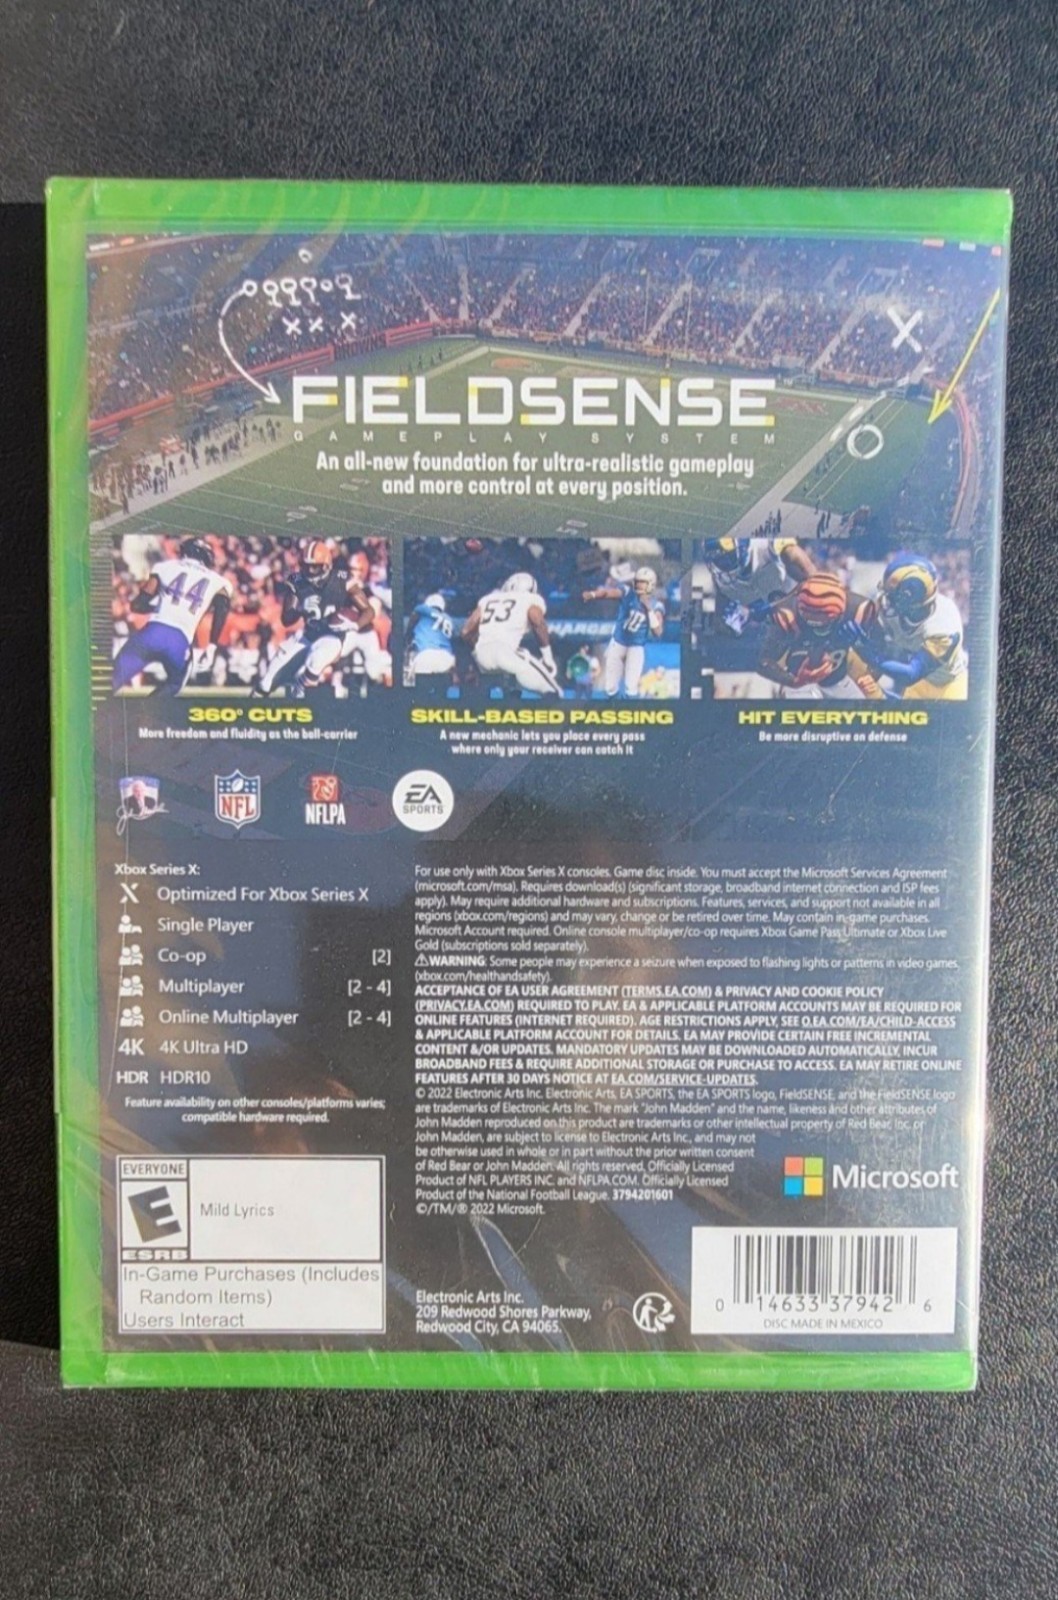 BROWNS
FIELDSENSE
GAMEPLAY SYSTEM
An all-new foundation for ultra-realistic gameplay
and more control at every position.
44
78
53
CHARGE
10
360° CUTS
More freedom and fluidity as the ball-carrier
SKILL-BASED PASSING
A new mechanic lets you place every pass
where only your receiver can catch it
HIT EVERYTHING
Be more disruptive on defense
NFL
NFLPA
EA
SPORTS
Xbox Series X:
Optimized For Xbox Series X
Single Player
Co-op [2]
Multiplayer [2 - 4]
Online Multiplayer [2 - 4]
4K 4K Ultra HD
HDR HDR10
Feature availability on other consoles/platforms varies;
compatible hardware required.
For use only with Xbox Series X consoles. Game disc inside. You must accept the Microsoft Services Agreement
(microsoft.com/msa). Requires download(s) (significant storage, broadband internet connection and ISP fees
apply). May require additional hardware and subscriptions. Features, services, and support not available in all
regions (xbox.com/regions) and may vary, change or be retired over time. May contain in-game purchases.
Microsoft Account required. Online console multiplayer/co-op requires Xbox Game Pass Ultimate or Xbox Live
Gold (subscriptions sold separately).
⚠WARNING: Some people may experience a seizure when exposed to flashing lights or patterns in video games.
(xbox.com/healthandsafety).
ACCEPTANCE OF EA USER AGREEMENT (TERMS.EA.COM) & PRIVACY AND COOKIE POLICY
(PRIVACY.EA.COM) REQUIRED TO PLAY. EA & APPLICABLE PLATFORM ACCOUNTS MAY BE REQUIRED FOR
ONLINE FEATURES (INTERNET REQUIRED). AGE RESTRICTIONS APPLY, SEE O.EA.COM/EA/CHILD-ACCESS
& APPLICABLE PLATFORM ACCOUNT FOR DETAILS. EA MAY PROVIDE CERTAIN FREE INCREMENTAL
CONTENT &/OR UPDATES. MANDATORY UPDATES MAY BE DOWNLOADED AUTOMATICALLY, INCUR
BROADBAND FEES & REQUIRE ADDITIONAL STORAGE OR PURCHASE TO ACCESS. EA MAY RETIRE ONLINE
FEATURES AFTER 30 DAYS NOTICE AT EA.COM/SERVICE-UPDATES.
© 2022 Electronic Arts Inc. Electronic Arts, EA SPORTS, the EA SPORTS logo, FieldSENSE, and the FieldSENSE logo
are trademarks of Electronic Arts Inc. The mark "John Madden" and the name, likeness and other attributes of
John Madden reproduced on this product are trademarks or other intellectual property of Red Bear, Inc. or
John Madden, are subject to license to Electronic Arts Inc., and may not
be otherwise used in whole or in part without the prior written consent
of Red Bear or John Madden. All rights reserved. Officially Licensed
Product of NFL PLAYERS INC. and NFLPA.COM. Officially Licensed
Product of the National Football League. 3794201601
©/TM/® 2022 Microsoft.
Microsoft
EVERYONE
E
ESRB
Mild Lyrics
In-Game Purchases (Includes
Random Items)
Users Interact
Electronic Arts Inc.
209 Redwood Shores Parkway,
Redwood City, CA 94065.
0 14633 37942 6
DISC MADE IN MEXICO